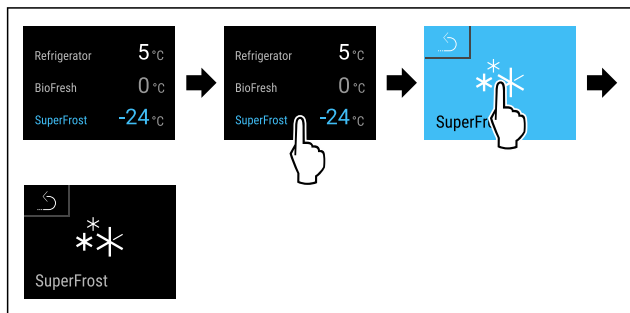 Refrigerator 5 °C
BioFresh 0 °C
SuperFrost -24 °C
Refrigerator 5 °C
BioFresh 0 °C
SuperFrost -24 °C
SuperFr
SuperFrost